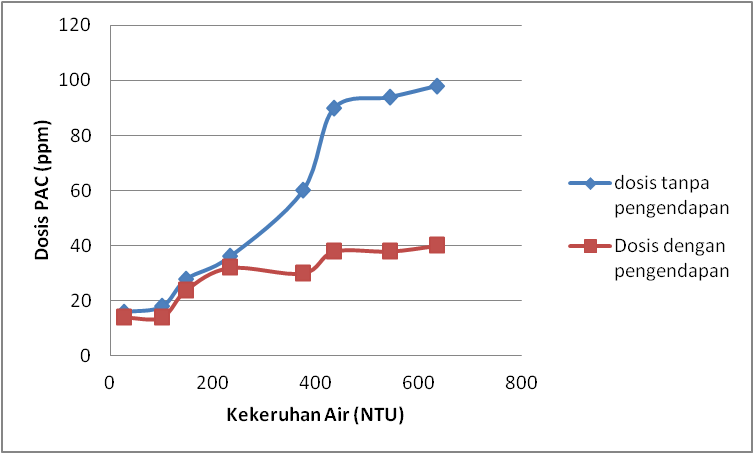 120
100
80
60
40
20
0
Dosis PAC (ppm)
0 200 400 600 800
Kekeruhan Air (NTU)
dosis tanpa
pengendapan
Dosis dengan
pengendapan